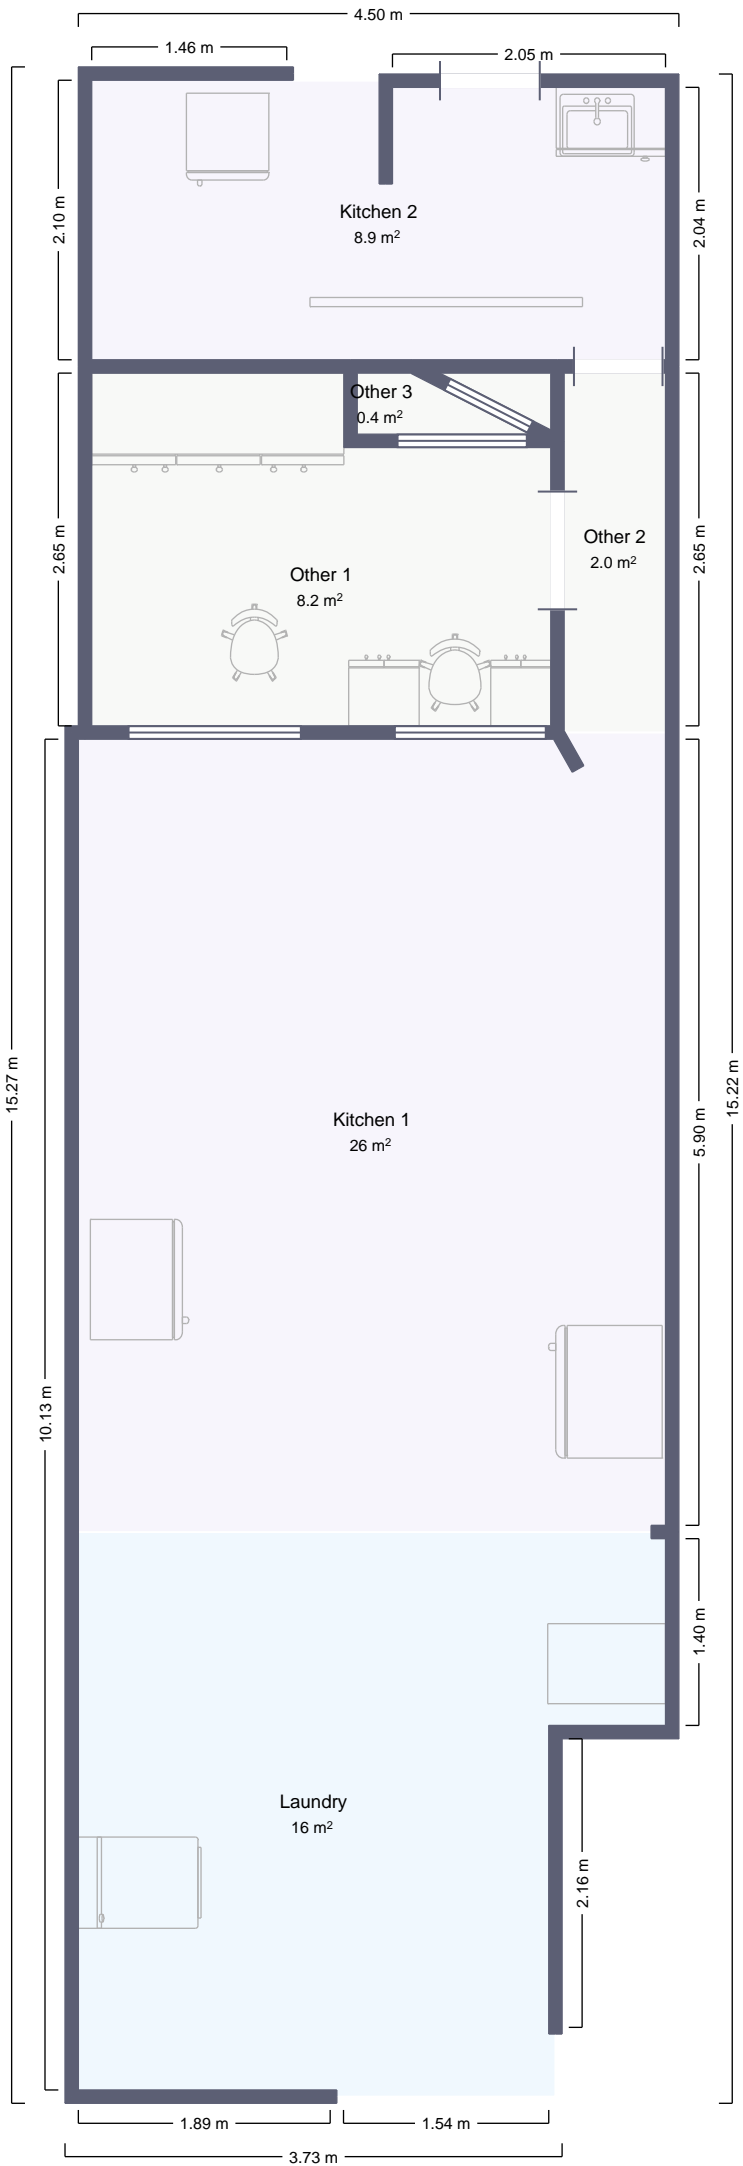 4.50 m
1.46 m
2.05 m
2.10 m
2.04 m
Kitchen 2
8.9 m²
Other 3
0.4 m²
2.65 m
2.65 m
Other 2
2.0 m²
Other 1
8.2 m²
15.27 m
15.22 m
Kitchen 1
26 m²
5.90 m
10.13 m
1.40 m
Laundry
16 m²
2.16 m
1.89 m
1.54 m
3.73 m